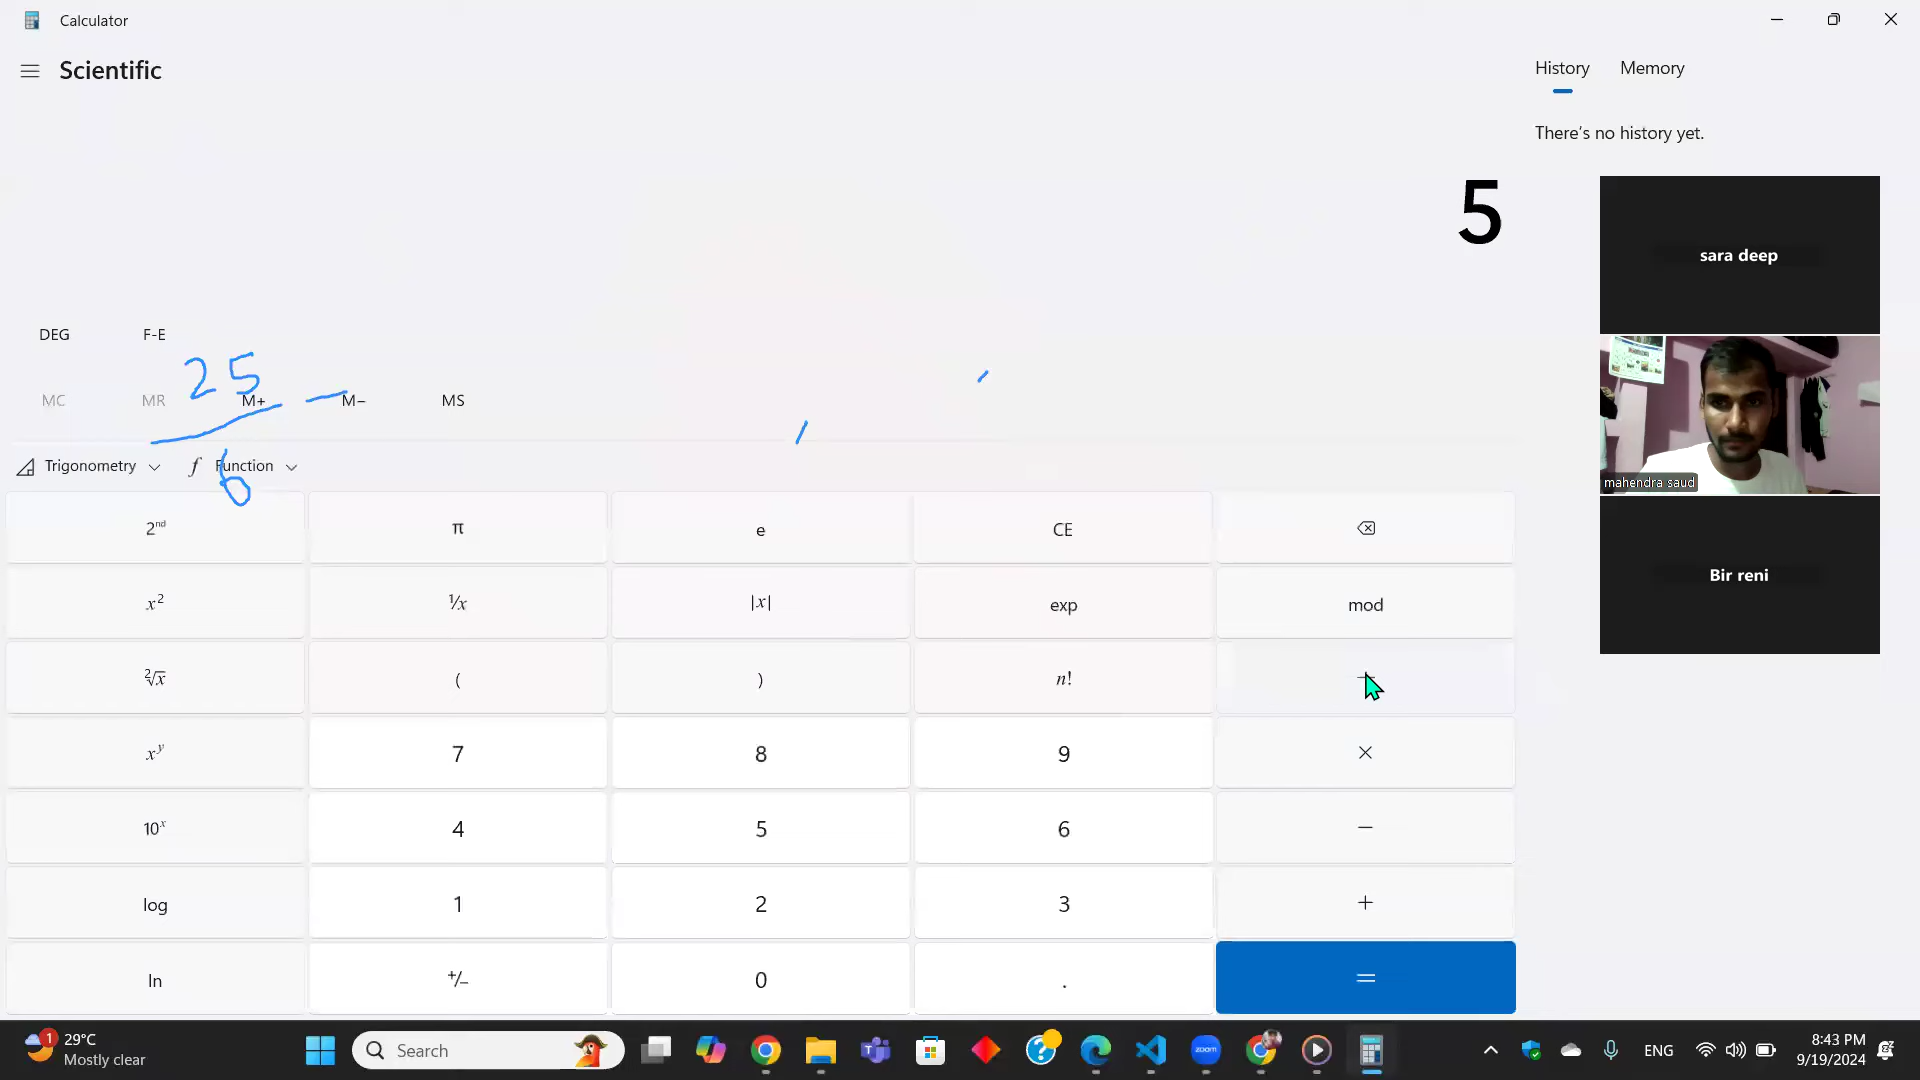 Calculator
Scientific
History Memory
There's no history yet.
5
sara deep
DEG F-E
25
MC MR M+ M− MS
Trigonometry f Function
6
mahendra saud
2nd π e CE
x² ¹/x |x| exp mod
Bir reni
²√x ( ) n!
xʸ 7 8 9 ×
10ˣ 4 5 6 −
log 1 2 3 +
ln +/− 0 . =
1 29°C
Mostly clear
Search
zoom
ENG
8:43 PM
9/19/2024